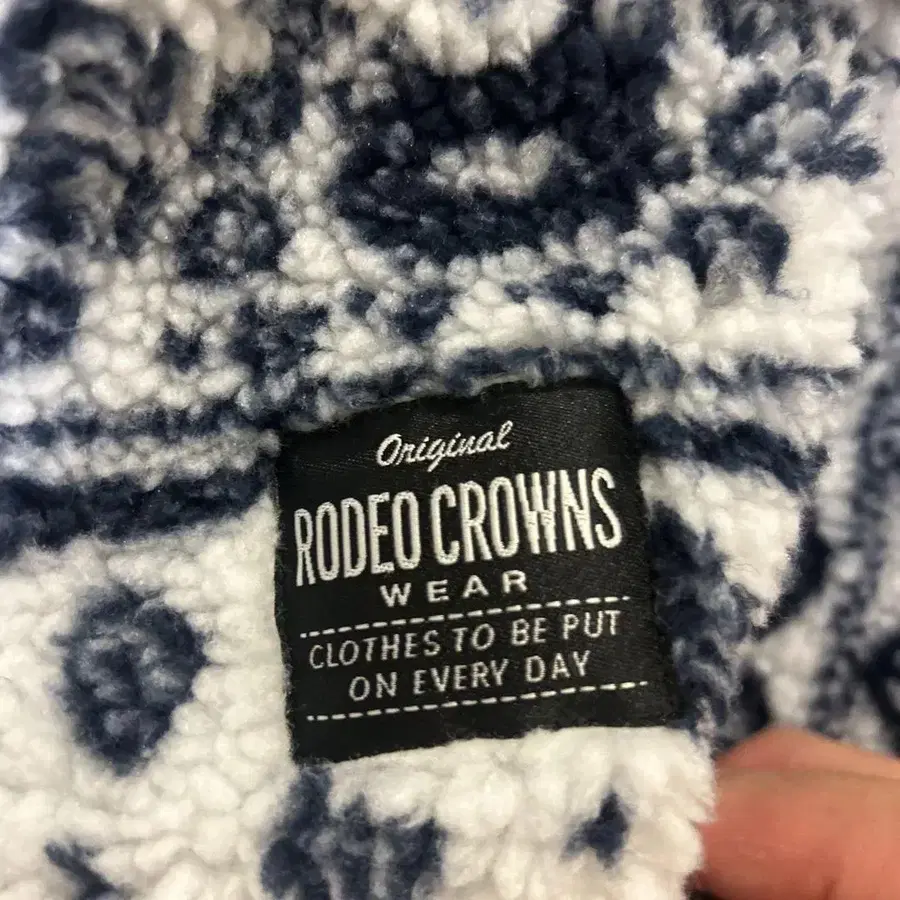 Original
RODEO CROWNS
WEAR
CLOTHES TO BE PUT
ON EVERY DAY